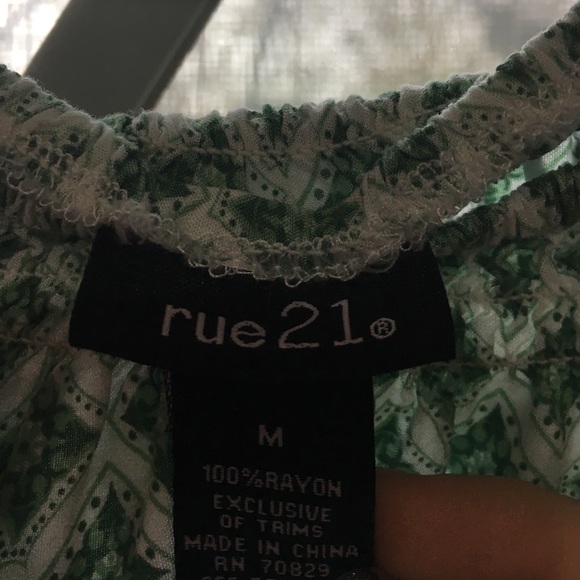 rue21®
M
100%RAYON
EXCLUSIVE
OF TRIMS
MADE IN CHINA
RN 70829